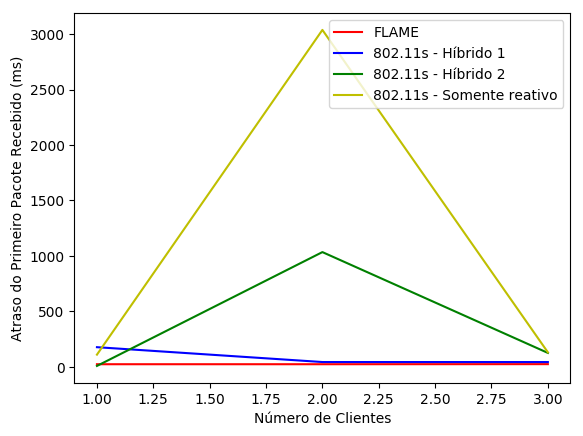 FLAME
802.11s - Híbrido 1
802.11s - Híbrido 2
802.11s - Somente reativo
Atraso do Primeiro Pacote Recebido (ms)
3000
2500
2000
1500
1000
500
0
1.00 1.25 1.50 1.75 2.00 2.25 2.50 2.75 3.00
Número de Clientes